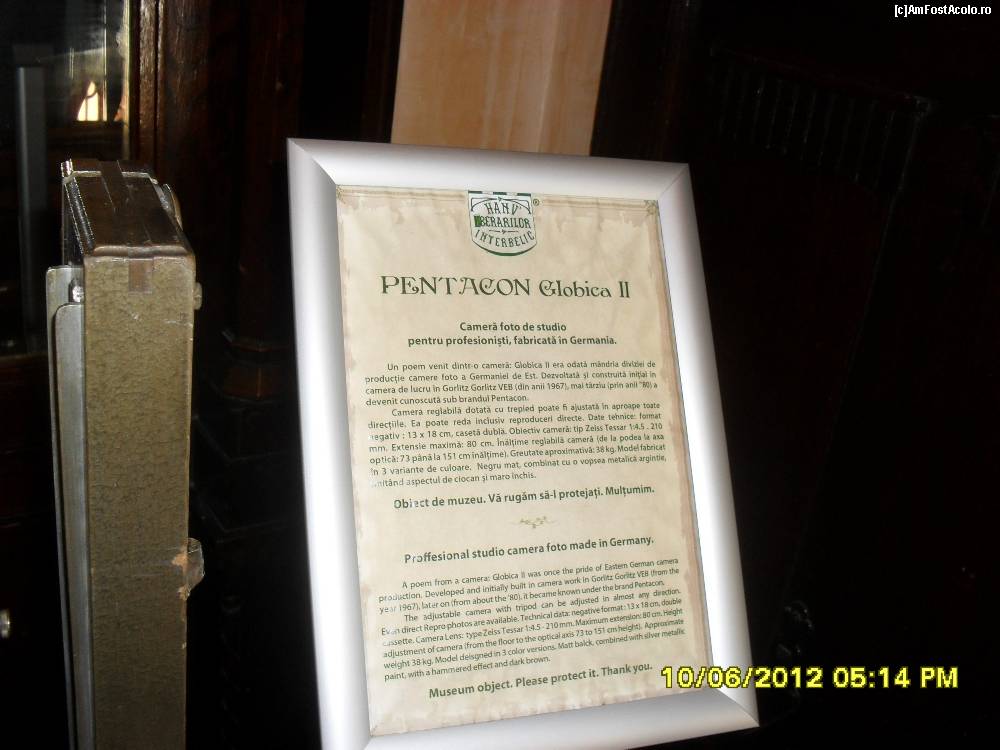 [c]AmFostAcolo.ro
HANU
BERARILOR
INTERBELIC
®
PENTACON Globica II
Cameră foto de studio
pentru profesioniști, fabricată in Germania.
Un poem venit dintr-o cameră: Globica II era odată mândria diviziei de
producție camere foto a Germaniei de Est. Dezvoltată și construită inițial în
camera de lucru în Gorlitz Gorlitz VEB (din anii 1967), mai târziu (prin anii "80) a
devenit cunoscută sub brandul Pentacon.
Camera reglabilă dotată cu trepied poate fi ajustată în aproape toate
direcțiile. Ea poate reda inclusiv reproduceri directe. Date tehnice: format
negativ : 13 x 18 cm, casetă dublă. Obiectiv cameră: tip Zeiss Tessar 1:4.5 - 210
mm. Extensie maximă: 80 cm. Înălțime reglabilă cameră (de la podea la axa
optică: 73 până la 151 cm înălțime). Greutate aproximativă: 38 kg. Model fabricat
în 3 variante de culoare. Negru mat, combinat cu o vopsea metalică argintie,
imitând aspectul de ciocan și maro închis.
Obiect de muzeu. Vă rugăm să-l protejați. Mulțumim.
Proffesional studio camera foto made in Germany.
A poem from a camera: Globica II was once the pride of Eastern German camera
production. Developed and initially built in camera work in Gorlitz Gorlitz VEB (from the
year 1967), later on (from about the '80), it became known under the brand Pentacon.
The adjustable camera with tripod can be adjusted in almost any direction.
Even direct Repro photos are available. Technical data: negative format : 13 x 18 cm, double
cassette. Camera Lens: type Zeiss Tessar 1:4.5 - 210 mm. Maximum extension: 80 cm. Height
adjustment of camera (from the floor to the optical axis 73 to 151 cm height). Approximate
weight 38 kg. Model deisgned in 3 color versions. Matt balck, combined with silver metallic
paint, with a hammered effect and dark brown.
Museum object. Please protect it. Thank you.
10/06/2012 05:14 PM